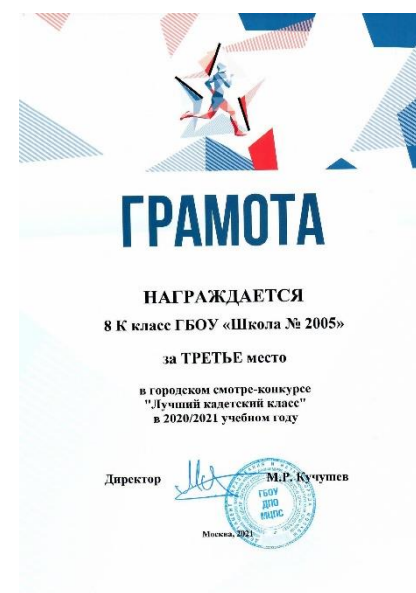 ГРАМОТА
НАГРАЖДАЕТСЯ
8 К класс ГБОУ «Школа № 2005»
за ТРЕТЬЕ место
в городском смотре-конкурсе
"Лучший кадетский класс"
в 2020/2021 учебном году
Директор М.Р. Кучушев
ГБОУ
ДПО
МЦПС
Москва, 2021